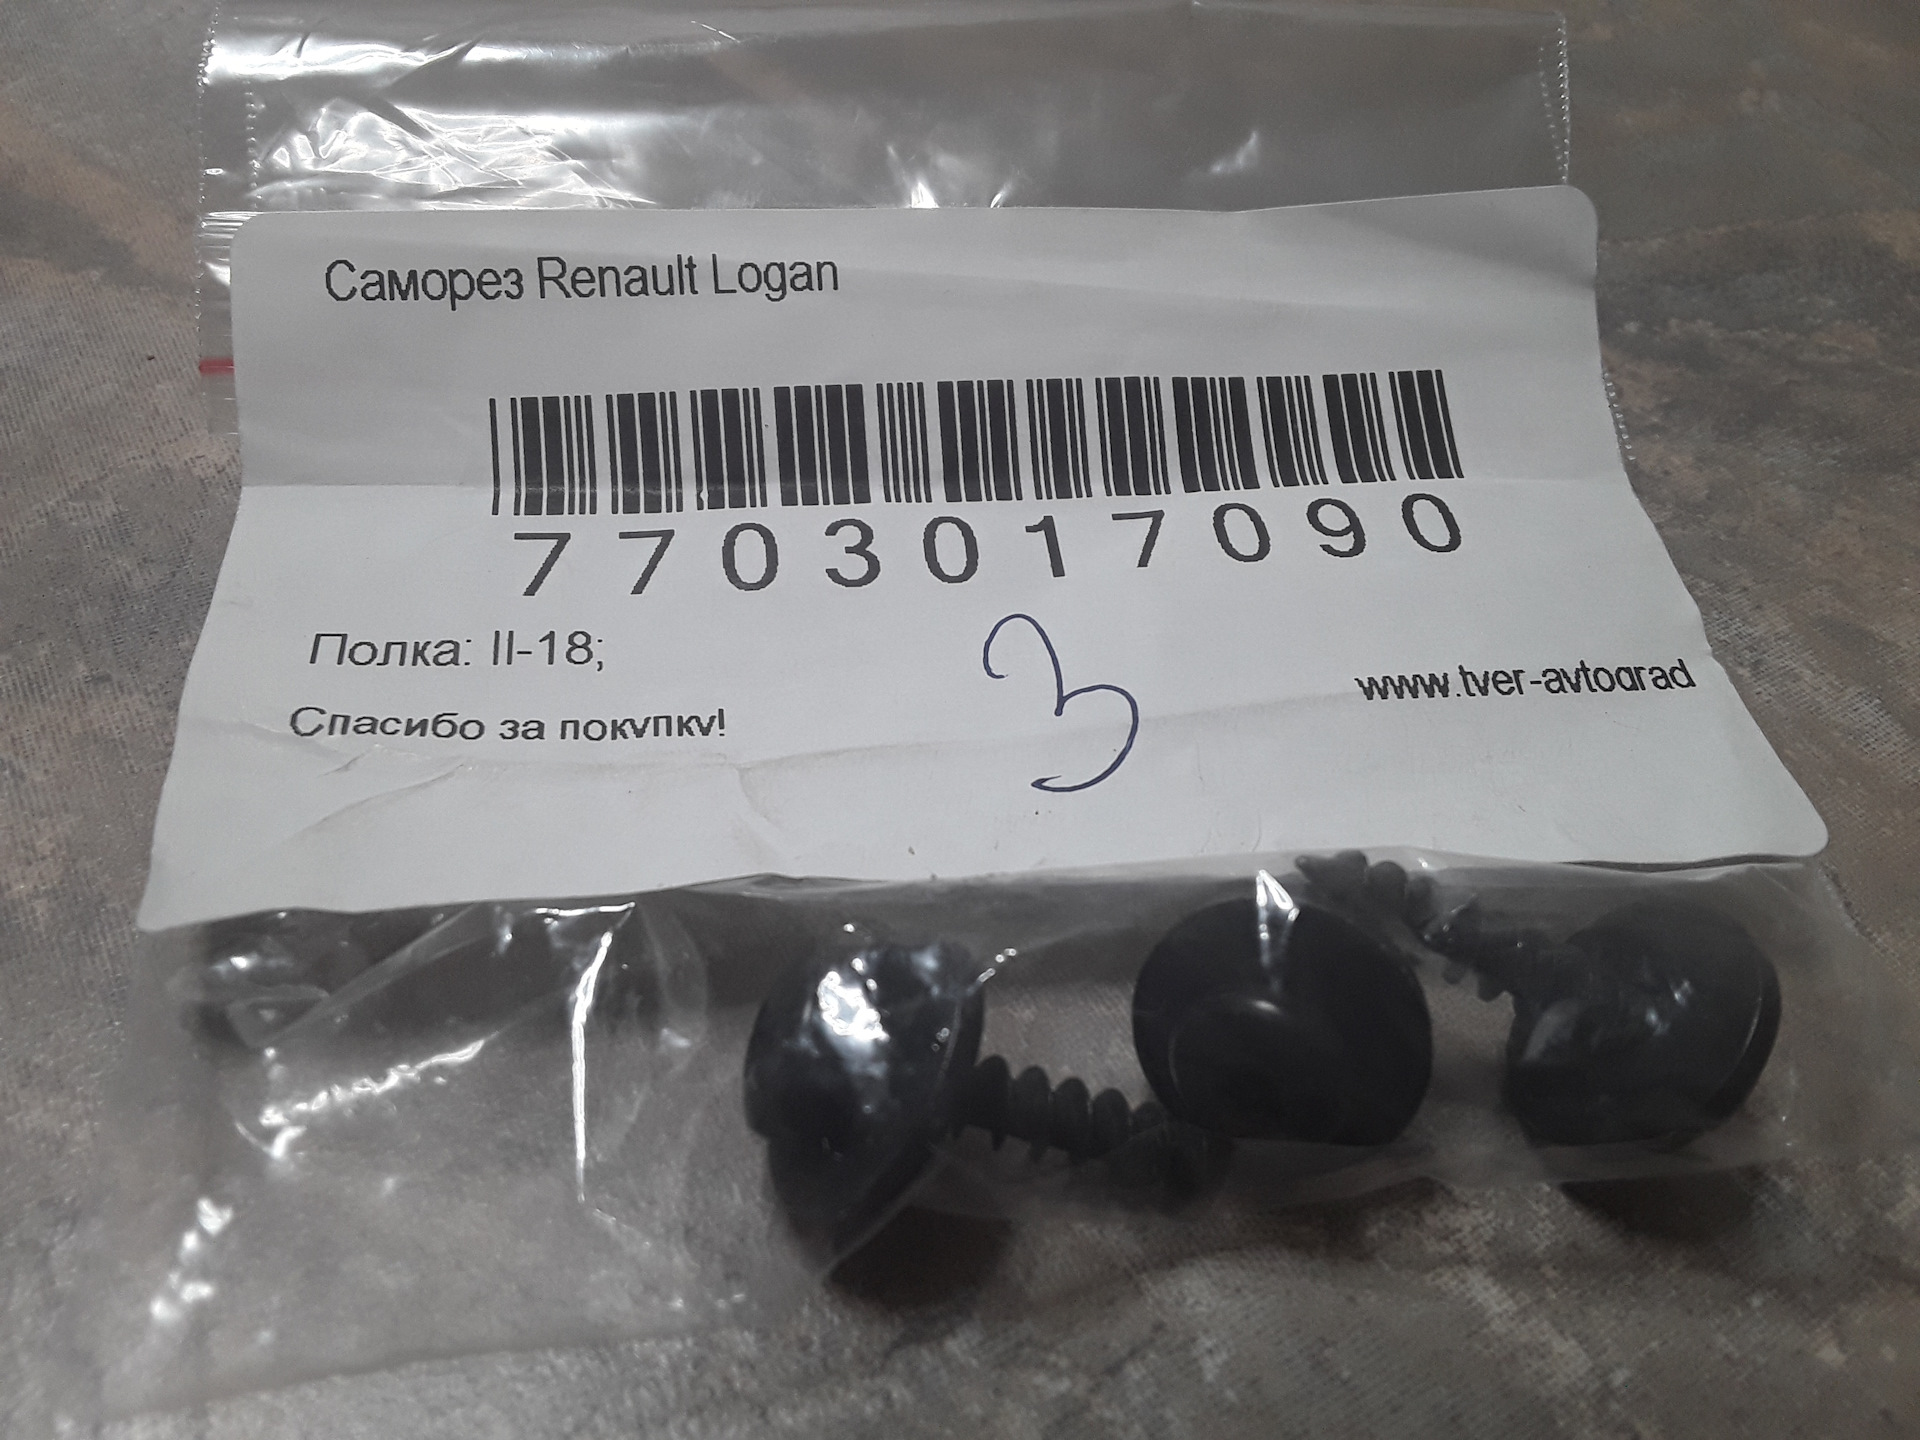 Саморез Renault Logan
7703017090
Полка: II-18;
3
www.tver-avtograd
Спасибо за покупку!